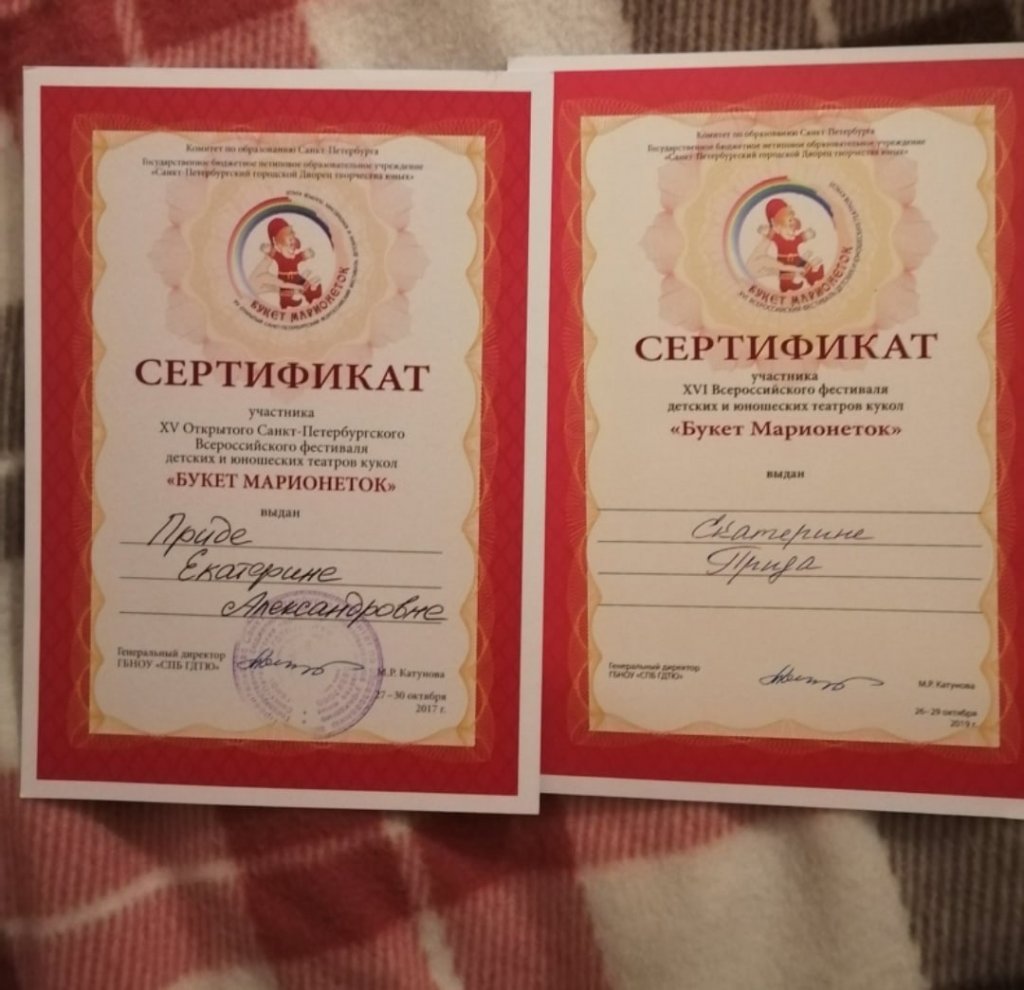 Комитет по образованию Санкт-Петербурга
Государственное бюджетное нетиповое образовательное учреждение
«Санкт-Петербургский городской Дворец творчества юных»
БУКЕТ МАРИОНЕТОК
СЕРТИФИКАТ
участника
XV Открытого Санкт-Петербургского
Всероссийского фестиваля
детских и юношеских театров кукол
«БУКЕТ МАРИОНЕТОК»
выдан
Приде
Екатерине
Александровне
Генеральный директор
ГБНОУ «СПБ ГДТЮ»
М.Р. Катунова
27–30 октября
2017 г.
Комитет по образованию Санкт-Петербурга
Государственное бюджетное нетиповое образовательное учреждение
«Санкт-Петербургский городской Дворец творчества юных»
БУКЕТ МАРИОНЕТОК
СЕРТИФИКАТ
участника
XVI Всероссийского фестиваля
детских и юношеских театров кукол
«Букет Марионеток»
выдан
Екатерине
Прида
Генеральный директор
ГБНОУ «СПБ ГДТЮ»
М.Р. Катунова
26–29 октября
2019 г.